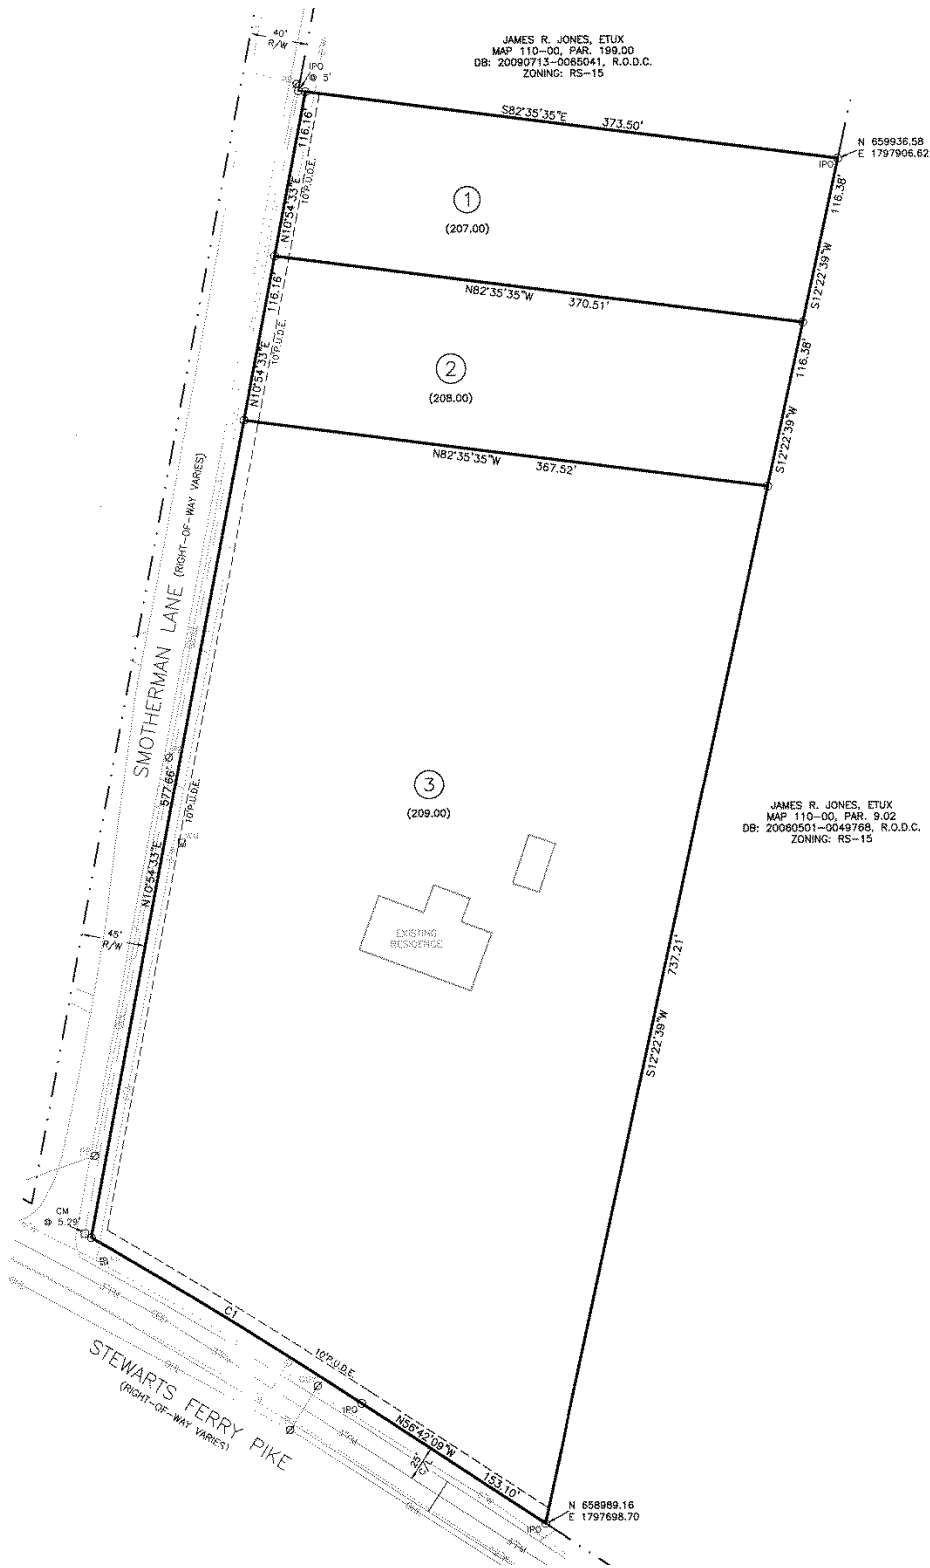 40'
R/W
JAMES R. JONES, ETUX
MAP 110-00, PAR. 199.00
DB: 20090713-0065041, R.O.D.C.
ZONING: RS-15
IPO
@ 5'
S82°35'35"E 373.50'
N 659936.58
E 1797906.62
IPO
116.16'
N10°54'33"E
10'P.U.D.E.
1
(207.00)
116.38'
S12°22'39"W
N82°35'35"W 370.51'
116.16'
N10°54'33"E
10'P.U.D.E.
2
(208.00)
116.38'
S12°22'39"W
N82°35'35"W 367.52'
SMOTHERMAN LANE (RIGHT-OF-WAY VARIES)
577.66'
N10°54'33"E
10'P.U.D.E.
3
(209.00)
JAMES R. JONES, ETUX
MAP 110-00, PAR. 9.02
DB: 20060501-0049768, R.O.D.C.
ZONING: RS-15
EXISTING
RESIDENCE
45'
R/W
737.21'
S12°22'39"W
CM
@ 5.29'
C1
10'P.U.D.E.
STEWARTS FERRY PIKE
(RIGHT-OF-WAY VARIES)
IPO
N56°42'09"W 153.10'
25'
C/L
N 658989.16
E 1797698.70
IPO